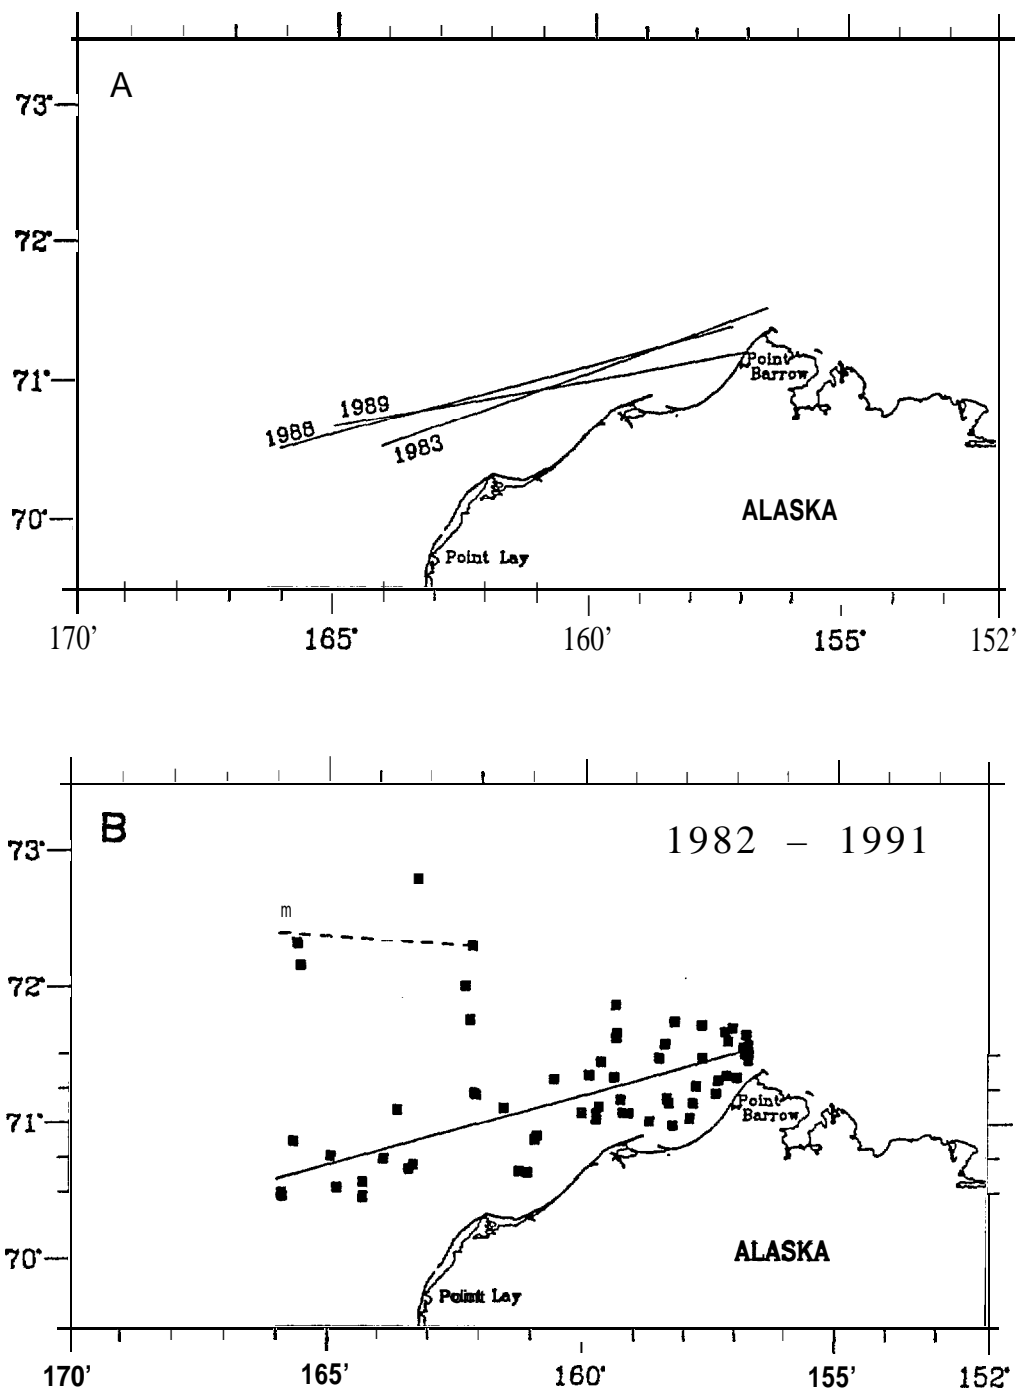 A
73°
72°
71°
70°
1989
1988
1983
Point
Barrow
ALASKA
Point Lay
170' 165° 160' 155° 152'
B
1982 – 1991
73°
m
72°
71°
70°
Point
Barrow
ALASKA
Point Lay
170' 165' 160° 155' 152°